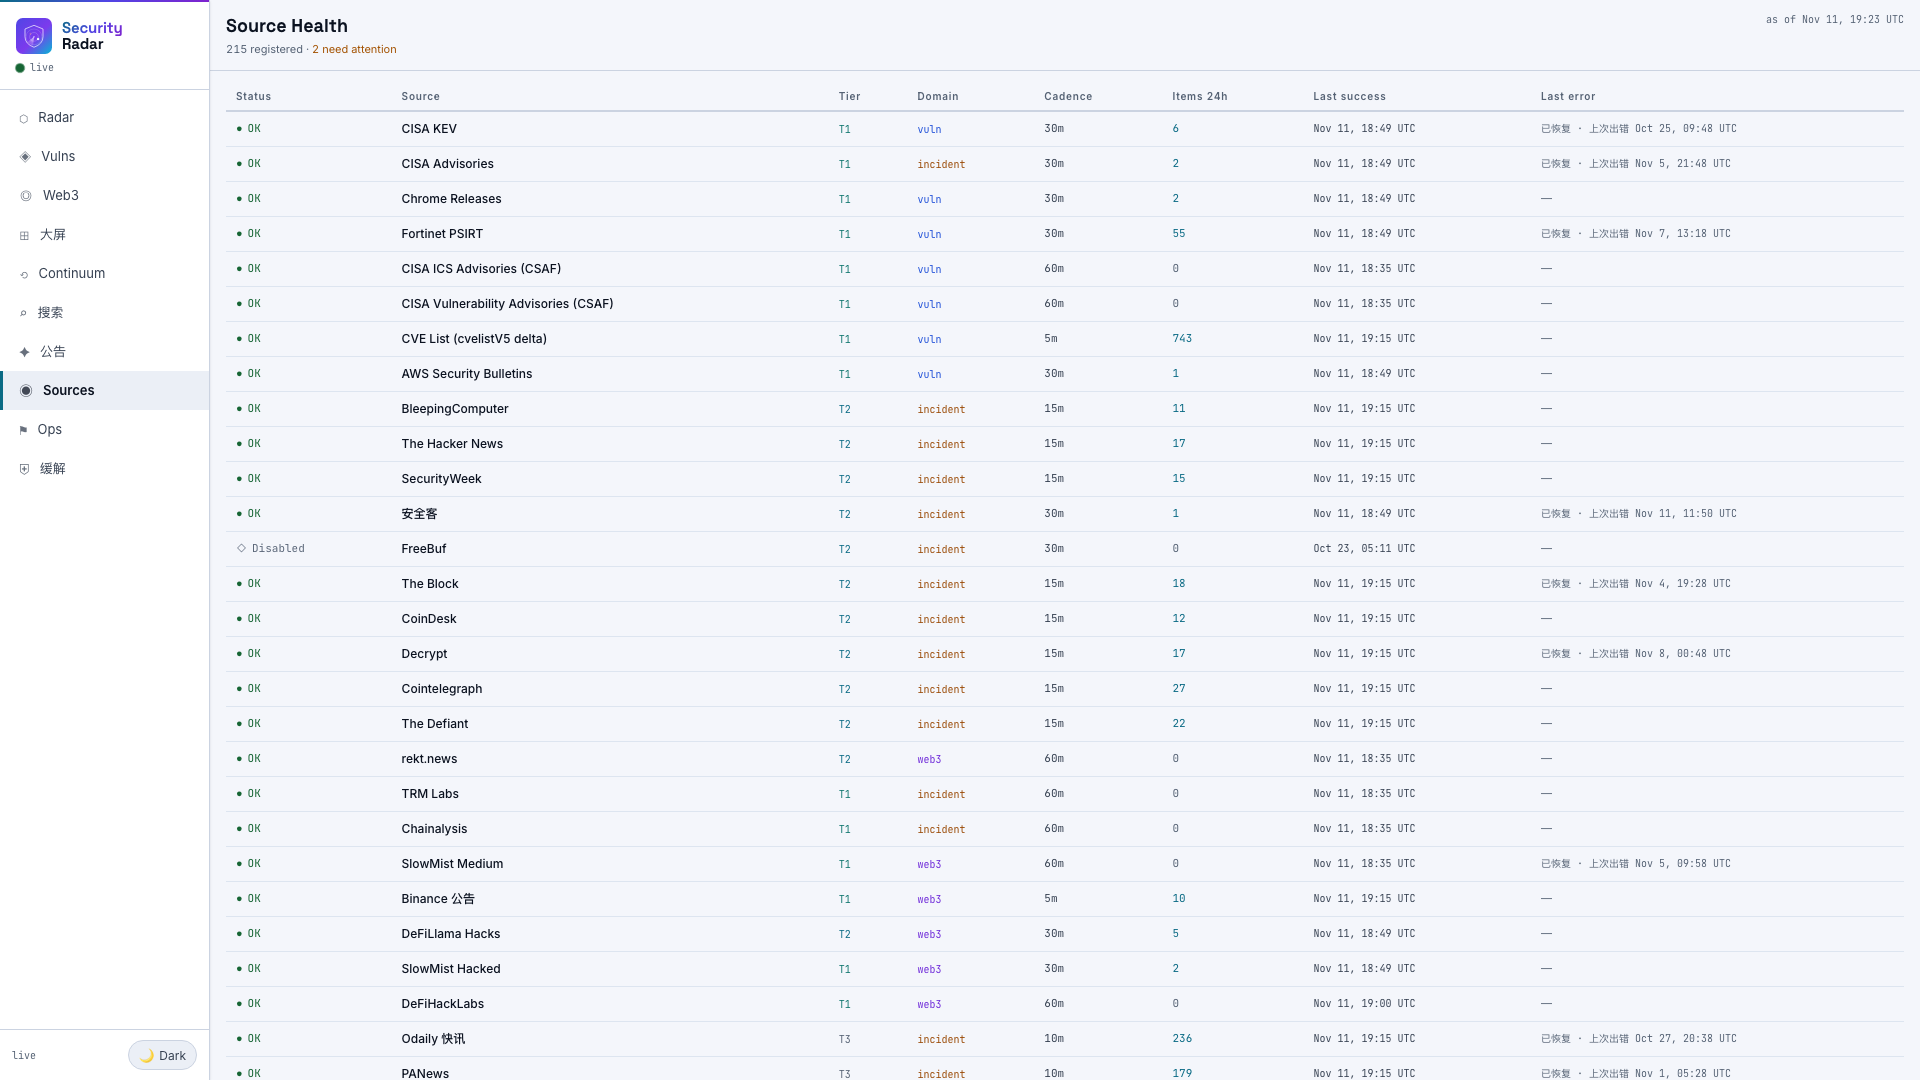 Security
Radar
live
Radar
Vulns
Web3
大屏
Continuum
搜索
公告
Sources
Ops
缓解
live
🌙 Dark
Source Health
215 registered · 2 need attention
as of Nov 11, 19:23 UTC
Status Source Tier Domain Cadence Items 24h Last success Last error
● OK CISA KEV T1 vuln 30m 6 Nov 11, 18:49 UTC 已恢复 · 上次出错 Oct 25, 09:48 UTC
● OK CISA Advisories T1 incident 30m 2 Nov 11, 18:49 UTC 已恢复 · 上次出错 Nov 5, 21:48 UTC
● OK Chrome Releases T1 vuln 30m 2 Nov 11, 18:49 UTC —
● OK Fortinet PSIRT T1 vuln 30m 55 Nov 11, 18:49 UTC 已恢复 · 上次出错 Nov 7, 13:18 UTC
● OK CISA ICS Advisories (CSAF) T1 vuln 60m 0 Nov 11, 18:35 UTC —
● OK CISA Vulnerability Advisories (CSAF) T1 vuln 60m 0 Nov 11, 18:35 UTC —
● OK CVE List (cvelistV5 delta) T1 vuln 5m 743 Nov 11, 19:15 UTC —
● OK AWS Security Bulletins T1 vuln 30m 1 Nov 11, 18:49 UTC —
● OK BleepingComputer T2 incident 15m 11 Nov 11, 19:15 UTC —
● OK The Hacker News T2 incident 15m 17 Nov 11, 19:15 UTC —
● OK SecurityWeek T2 incident 15m 15 Nov 11, 19:15 UTC —
● OK 安全客 T2 incident 30m 1 Nov 11, 18:49 UTC 已恢复 · 上次出错 Nov 11, 11:50 UTC
◇ Disabled FreeBuf T2 incident 30m 0 Oct 23, 05:11 UTC —
● OK The Block T2 incident 15m 18 Nov 11, 19:15 UTC 已恢复 · 上次出错 Nov 4, 19:28 UTC
● OK CoinDesk T2 incident 15m 12 Nov 11, 19:15 UTC —
● OK Decrypt T2 incident 15m 17 Nov 11, 19:15 UTC 已恢复 · 上次出错 Nov 8, 00:48 UTC
● OK Cointelegraph T2 incident 15m 27 Nov 11, 19:15 UTC —
● OK The Defiant T2 incident 15m 22 Nov 11, 19:15 UTC —
● OK rekt.news T2 web3 60m 0 Nov 11, 18:35 UTC —
● OK TRM Labs T1 incident 60m 0 Nov 11, 18:35 UTC —
● OK Chainalysis T1 incident 60m 0 Nov 11, 18:35 UTC —
● OK SlowMist Medium T1 web3 60m 0 Nov 11, 18:35 UTC 已恢复 · 上次出错 Nov 5, 09:58 UTC
● OK Binance 公告 T1 web3 5m 10 Nov 11, 19:15 UTC —
● OK DeFiLlama Hacks T2 web3 30m 5 Nov 11, 18:49 UTC —
● OK SlowMist Hacked T1 web3 30m 2 Nov 11, 18:49 UTC —
● OK DeFiHackLabs T1 web3 60m 0 Nov 11, 19:00 UTC —
● OK Odaily 快讯 T3 incident 10m 236 Nov 11, 19:15 UTC 已恢复 · 上次出错 Oct 27, 20:38 UTC
● OK PANews T3 incident 10m 179 Nov 11, 19:15 UTC 已恢复 · 上次出错 Nov 1, 05:28 UTC